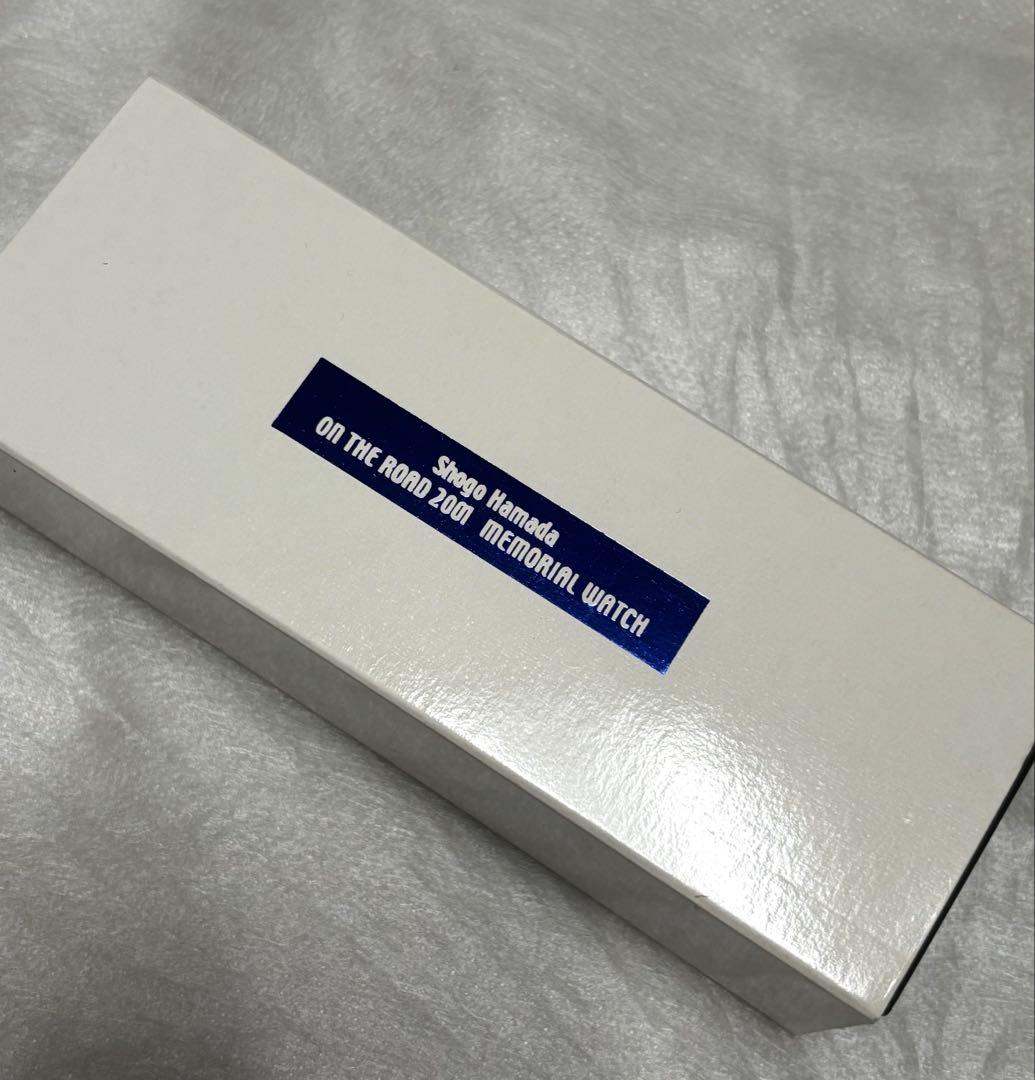 Shogo Hamada
ON THE ROAD 2001 MEMORIAL WATCH